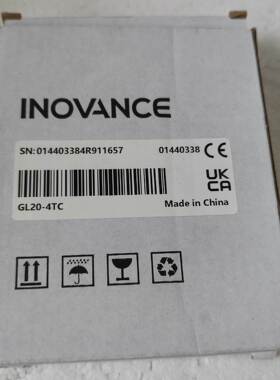 INOVANCE
SN:014403384R911657 01440338 CE
UK
CA
GL20-4TC Made in China